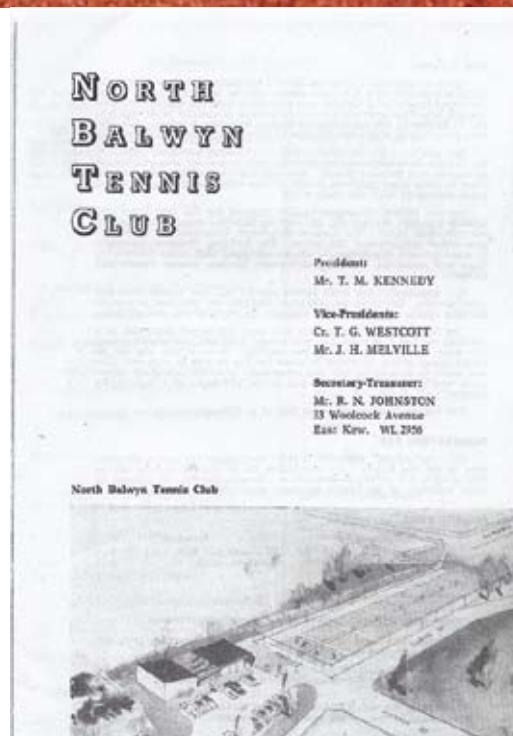 NORTH
BALWYN
TENNIS
CLUB
President:
Mr. T. M. KENNEDY
Vice-Presidents:
Cr. T. G. WESTCOTT
Mr. J. H. MELVILLE
Secretary-Treasurer:
Mr. R. N. JOHNSTON
13 Woolcock Avenue
East Kew. WL 2956
North Balwyn Tennis Club